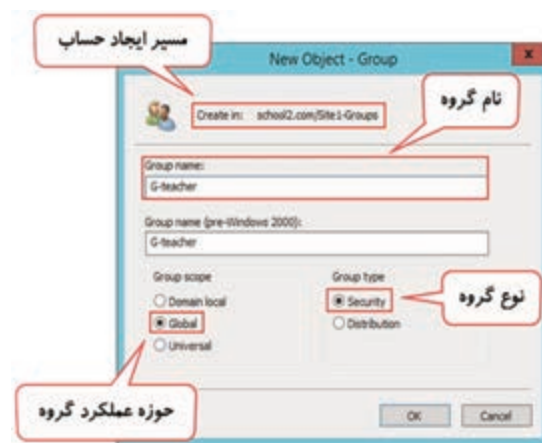 مسیر ایجاد حساب
New Object - Group
x
نام گروه
Create in: school2.com/Site1-Groups
Group name:
G-teacher
Group name (pre-Windows 2000):
G-teacher
Group scope
Group type
Domain local
Security
Global
Distribution
Universal
نوع گروه
حوزه عملکرد گروه
OK
Cancel